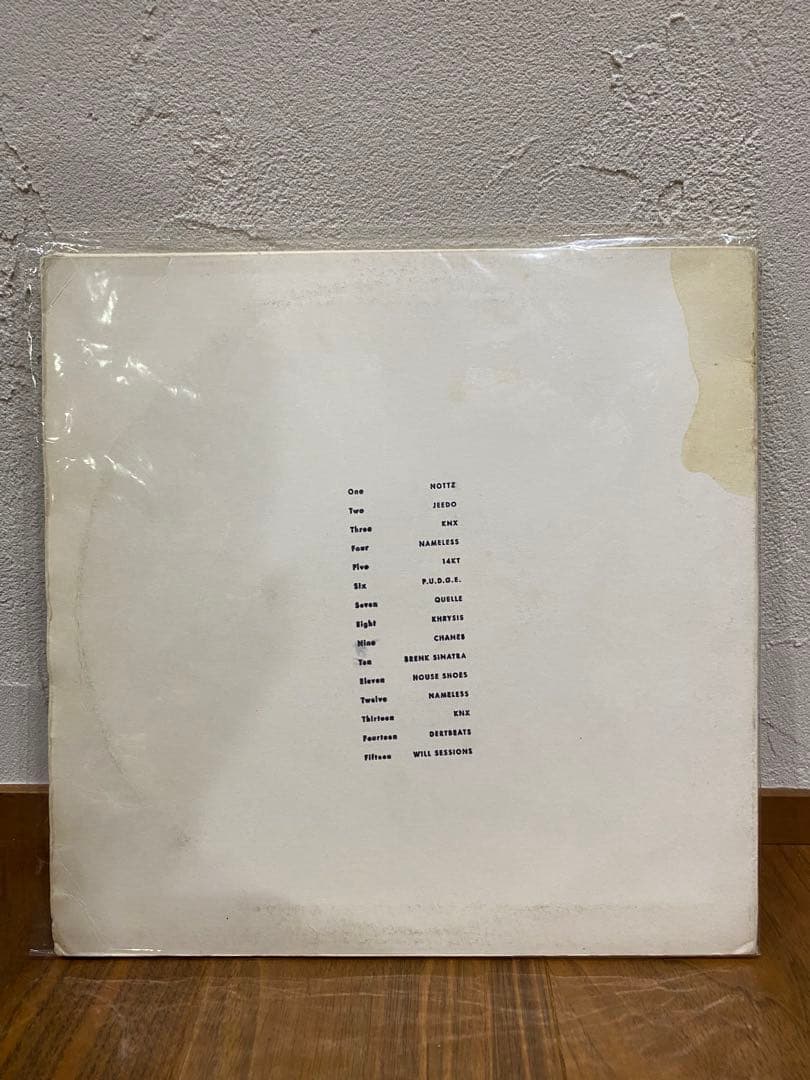 One NOTTZ
Two JEEDO
Three KNX
Four NAMELESS
Five 14KT
Six P.U.D.G.E.
Seven QUELLE
Eight KHRYSIS
Nine CHANES
Ten BRENK SINATRA
Eleven HOUSE SHOES
Twelve NAMELESS
Thirteen KNX
Fourteen DERTBEATS
Fifteen WILL SESSIONS